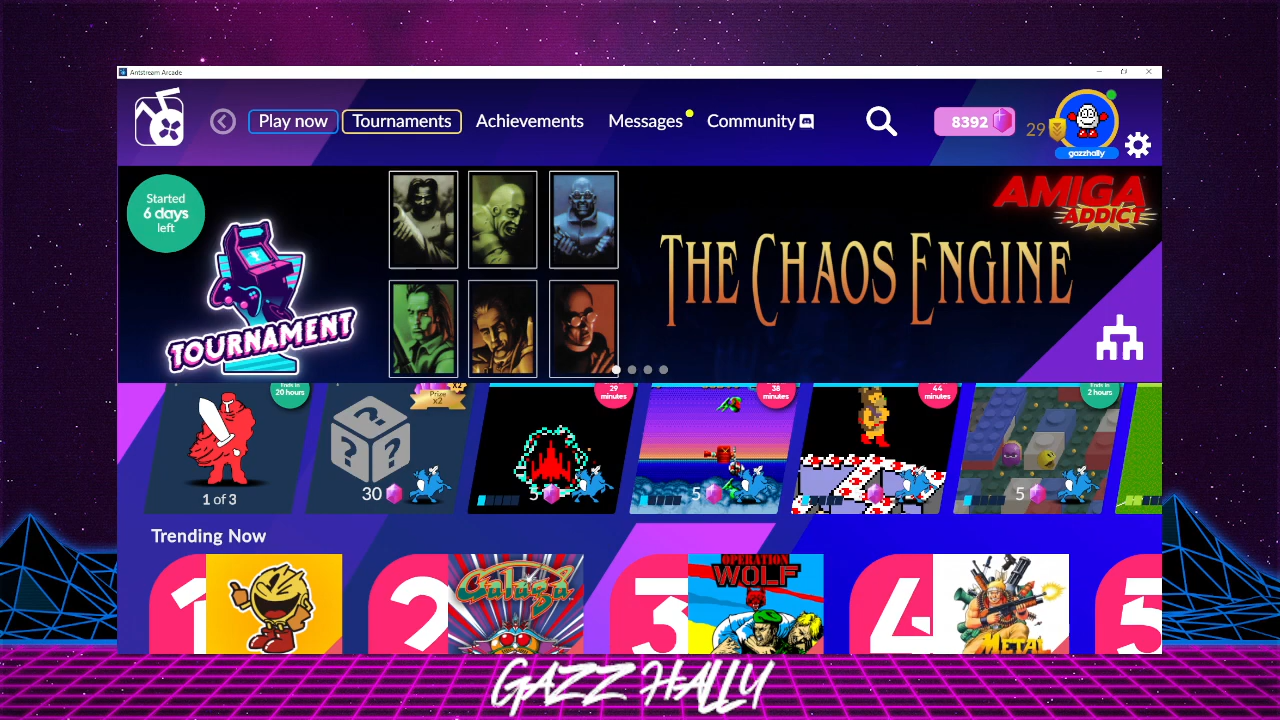 Antstream Arcade
Play now
Tournaments
Achievements
Messages
Community
8392
29
gazzhally
Started
6 days
left
TOURNAMENT
THE CHAOS ENGINE
AMIGA
ADDICT
Ends in
20 hours
1 of 3
?
? ?
Prize
x2
x2
30
29
minutes
5
38
minutes
5
44
minutes
Ends in
2 hours
5
Trending Now
1
2
Galaga
3
OPERATION
WOLF
4
METAL
5
GAZZ HALLY